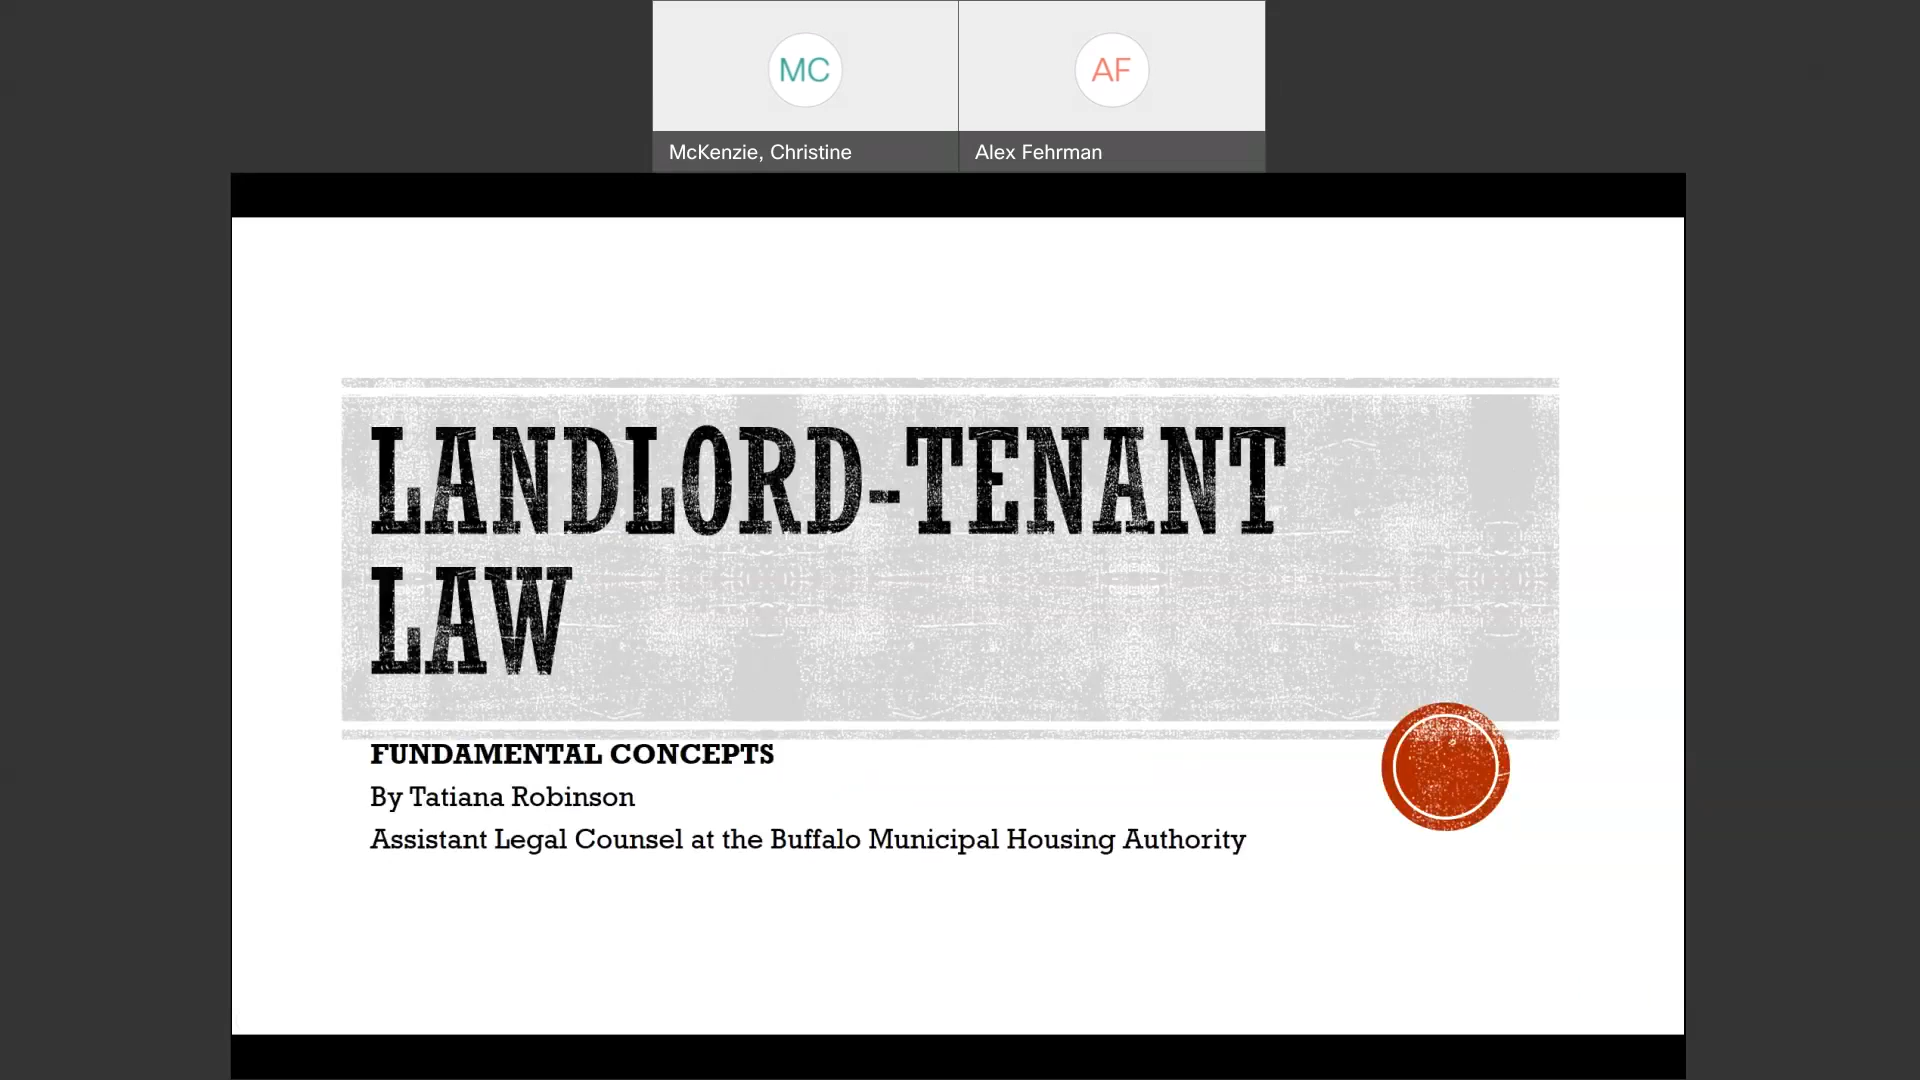 MC
AF
McKenzie, Christine
Alex Fehrman
LANDLORD-TENANT
LAW
FUNDAMENTAL CONCEPTS
By Tatiana Robinson
Assistant Legal Counsel at the Buffalo Municipal Housing Authority